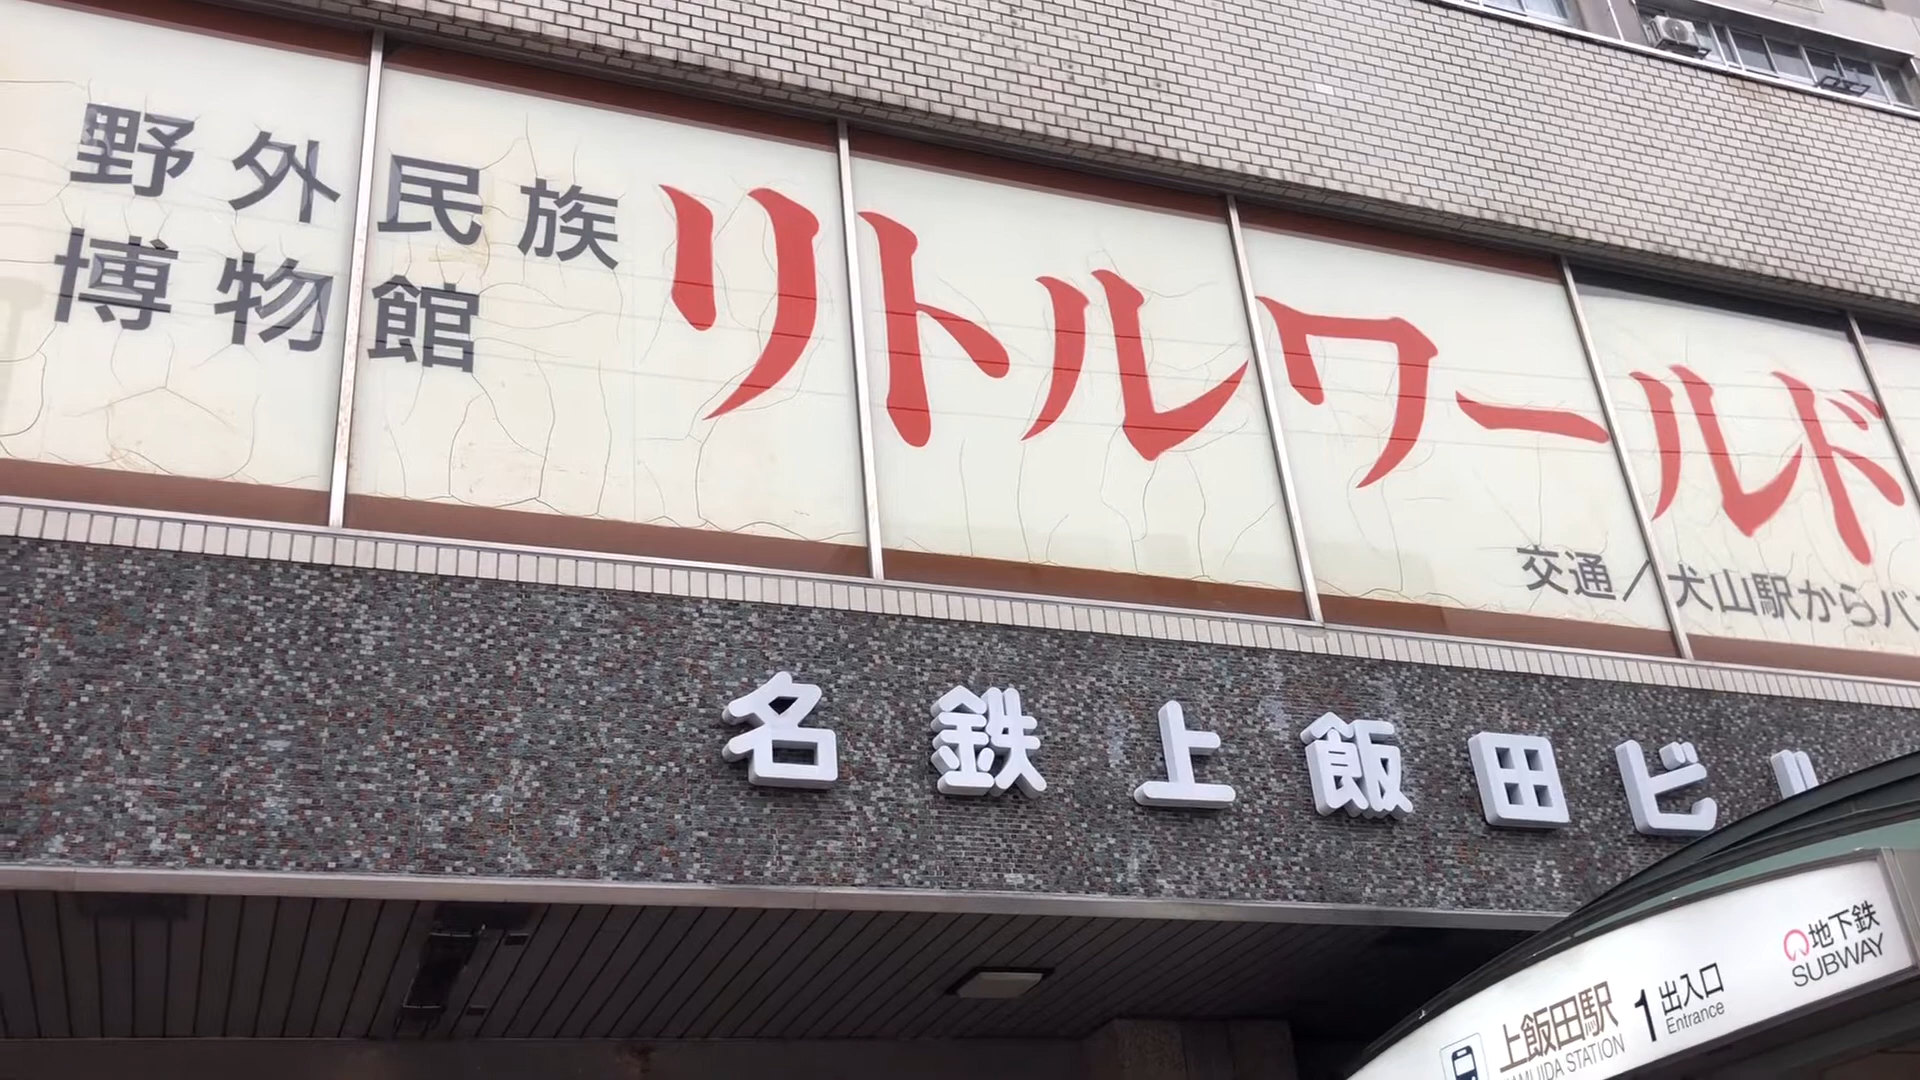 野外民族
博物館
リトルワールド
交通／犬山駅からバ
名鉄上飯田ビ
地下鉄
SUBWAY
上飯田駅
STATION
1 出入口
Entrance